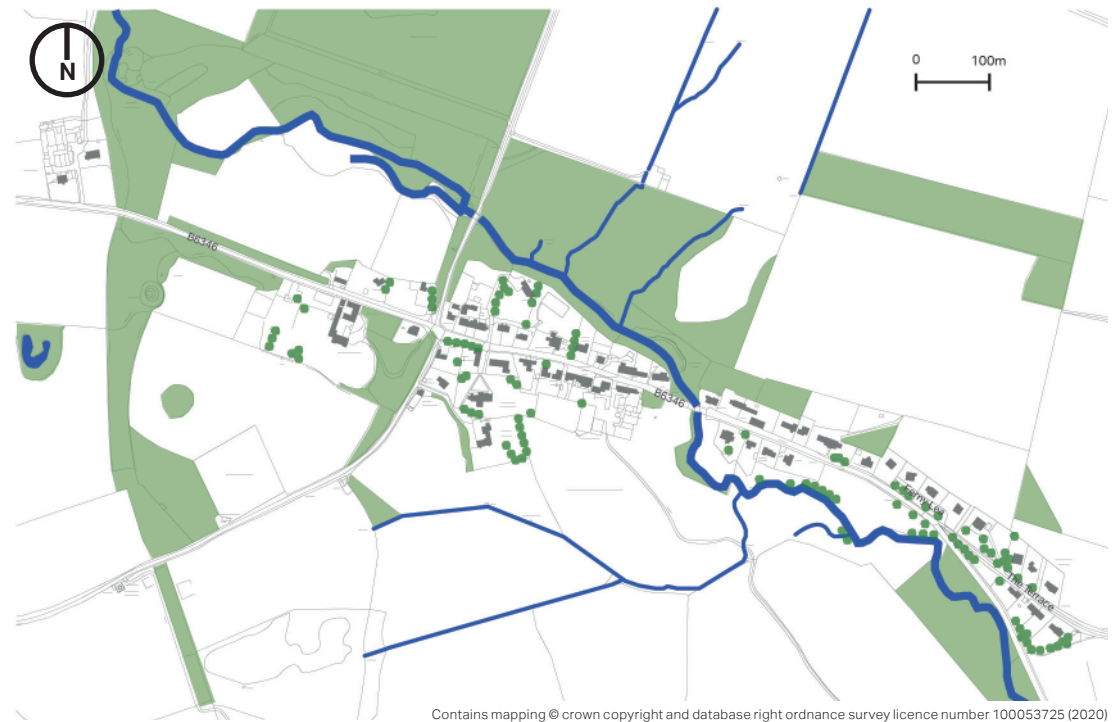 N
0 100m
B6346
B6346
Ferny Lea
The Terrace
Contains mapping © crown copyright and database right ordnance survey licence number 100053725 (2020)